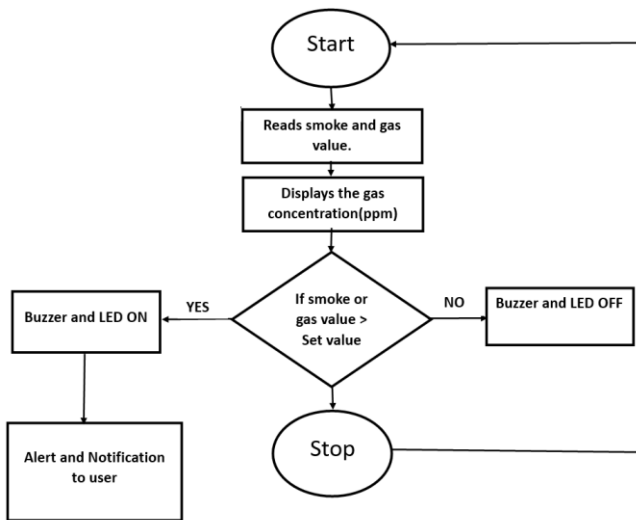 Start
Reads smoke and gas
value.
Displays the gas
concentration(ppm)
If smoke or
gas value >
Set value
YES
NO
Buzzer and LED ON
Buzzer and LED OFF
Alert and Notification
to user
Stop